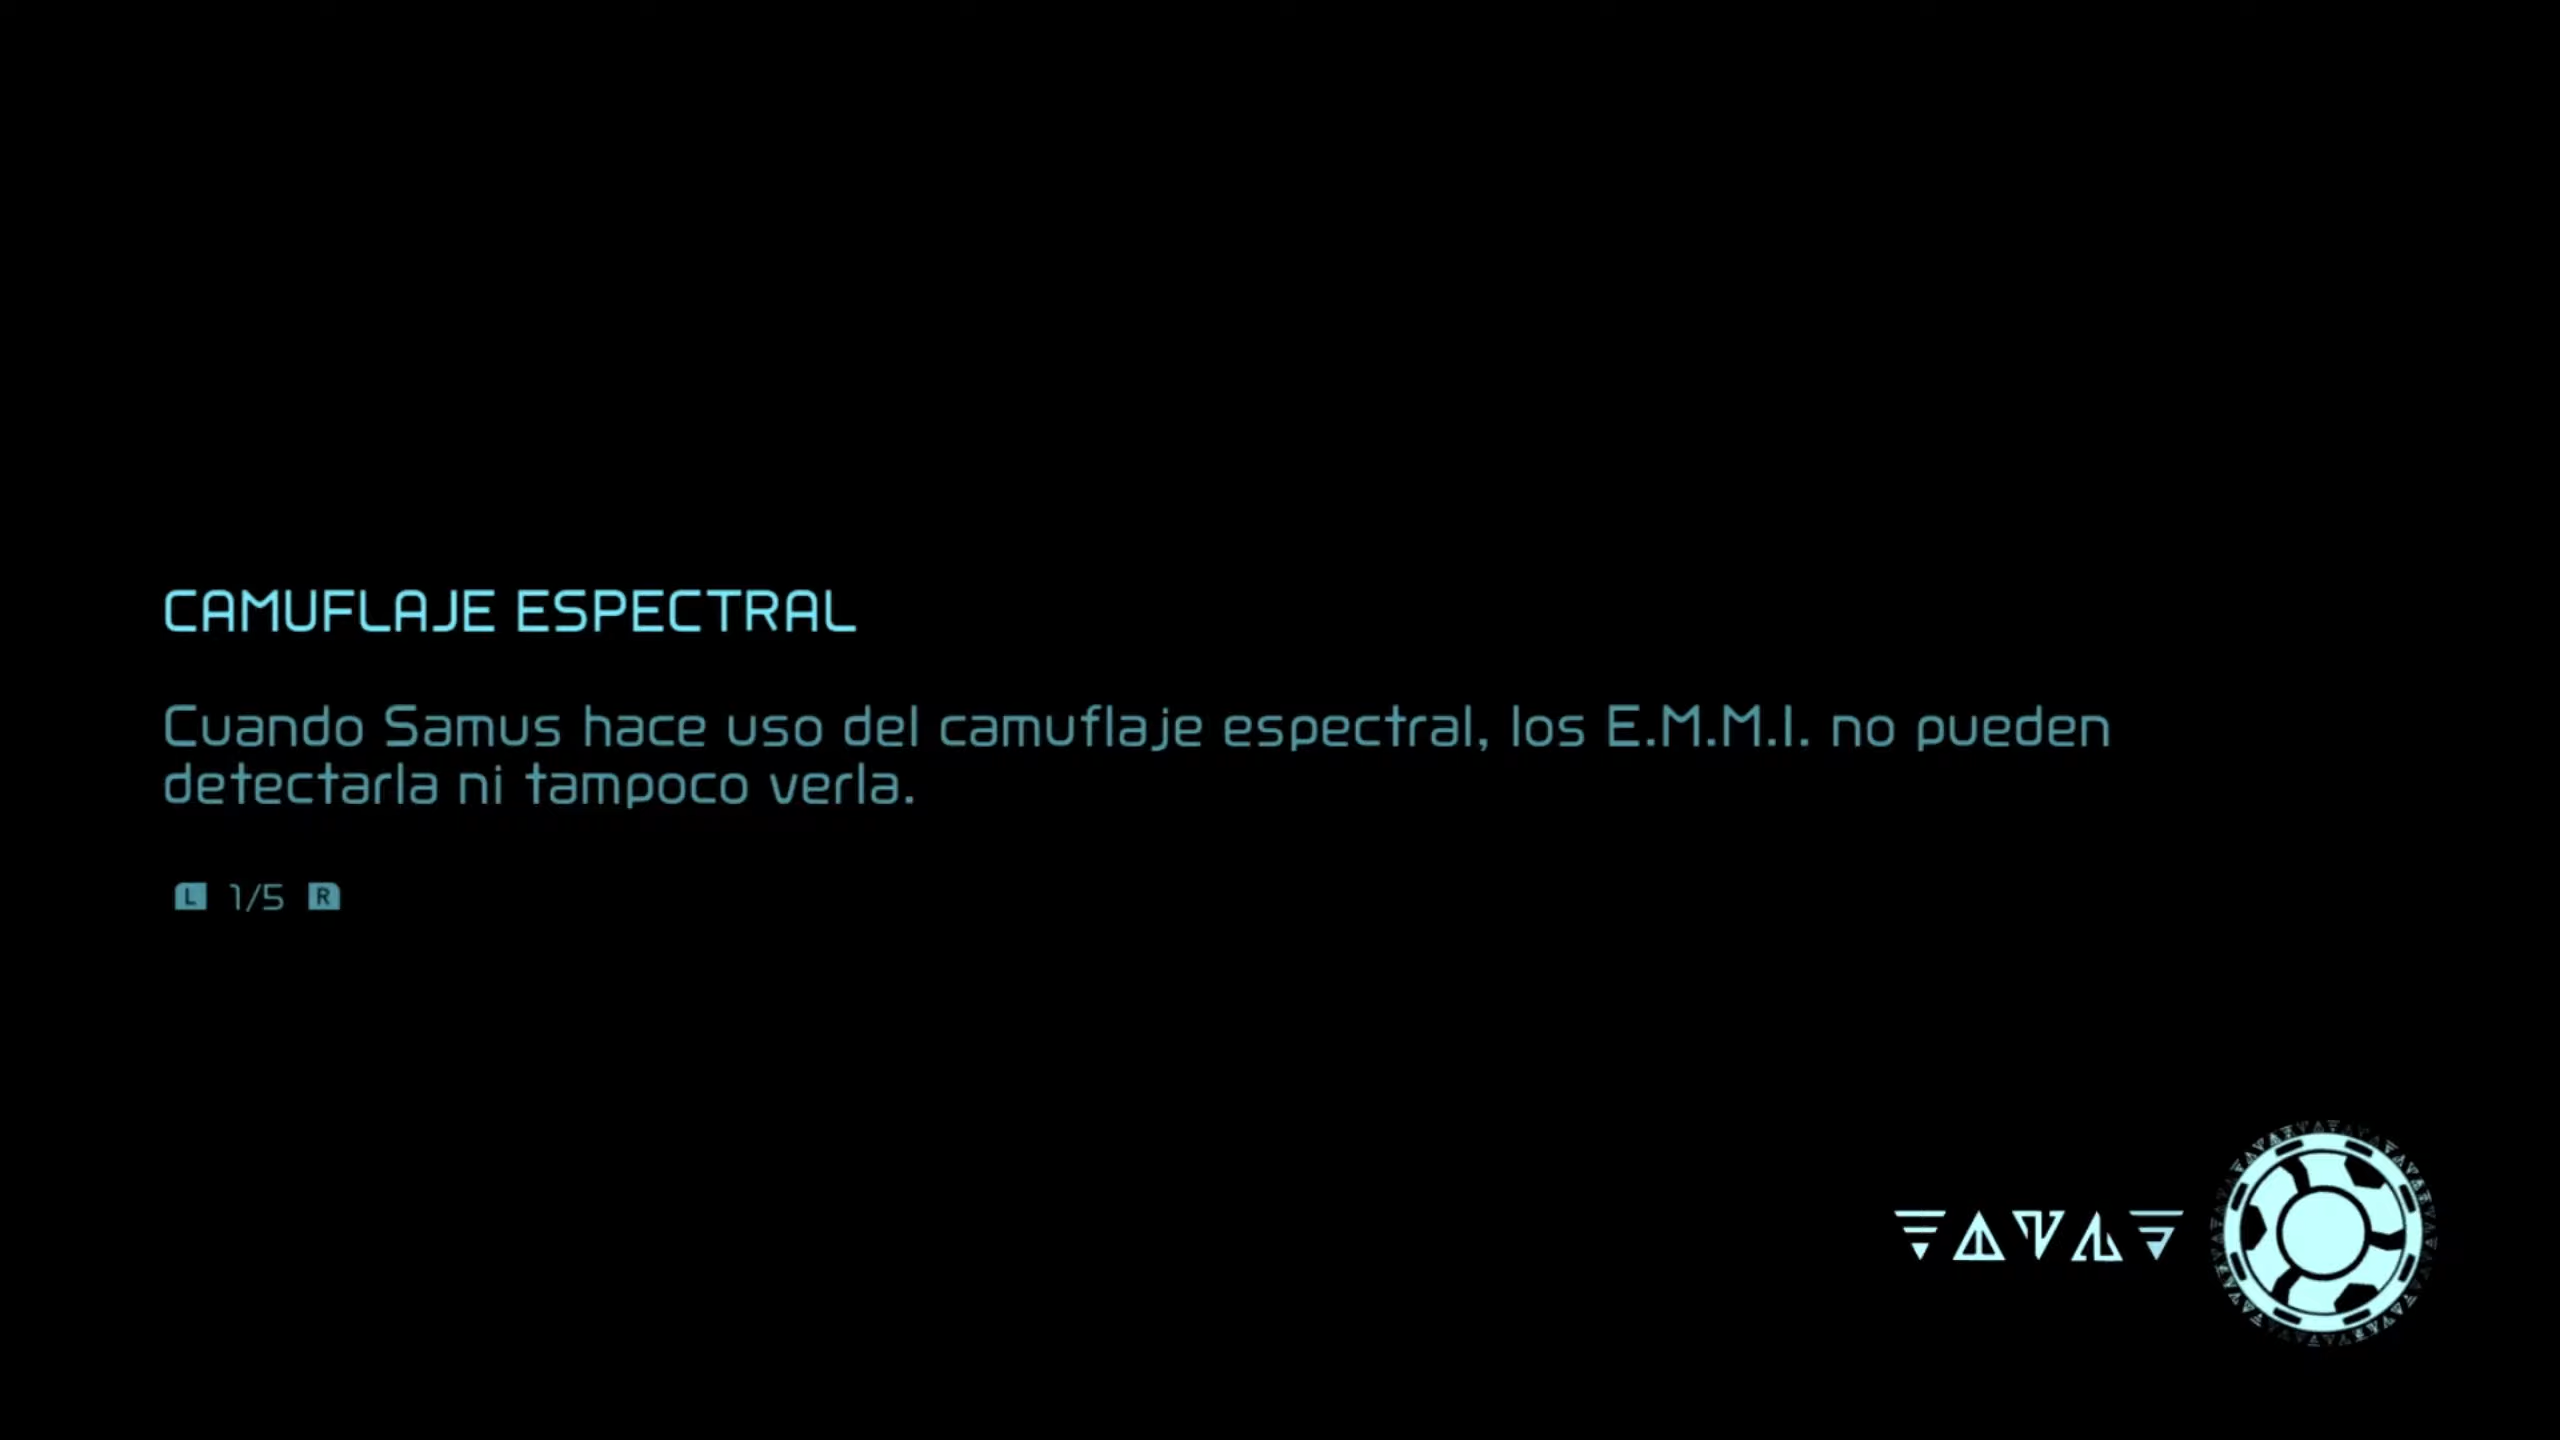 CAMUFLAJE ESPECTRAL
Cuando Samus hace uso del camuflaje espectral, los E.M.M.I. no pueden
detectarla ni tampoco verla.
L 1/5 R